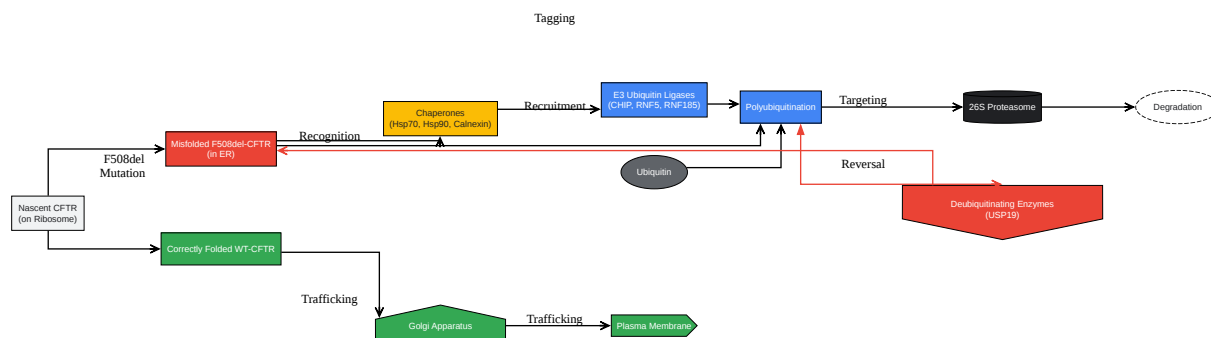 Tagging
E3 Ubiquitin Ligases
(CHIP, RNF5, RNF185)
Polyubiquitination
Targeting
26S Proteasome
Degradation
Chaperones
(Hsp70, Hsp90, Calnexin)
Recruitment
Misfolded F508del-CFTR
(in ER)
Recognition
F508del
Mutation
Ubiquitin
Reversal
Nascent CFTR
(on Ribosome)
Deubiquitinating Enzymes
(USP19)
Correctly Folded WT-CFTR
Trafficking
Golgi Apparatus
Trafficking
Plasma Membrane